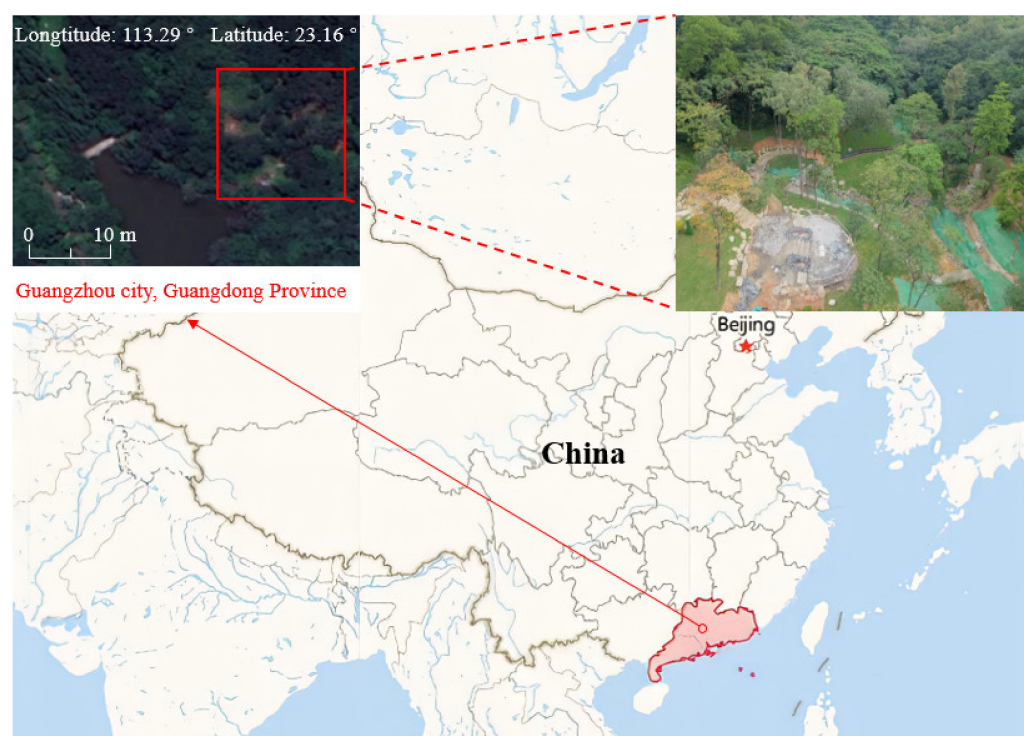 Longtitude: 113.29 ° Latitude: 23.16 °
0 10 m
Guangzhou city, Guangdong Province
Beijing
China